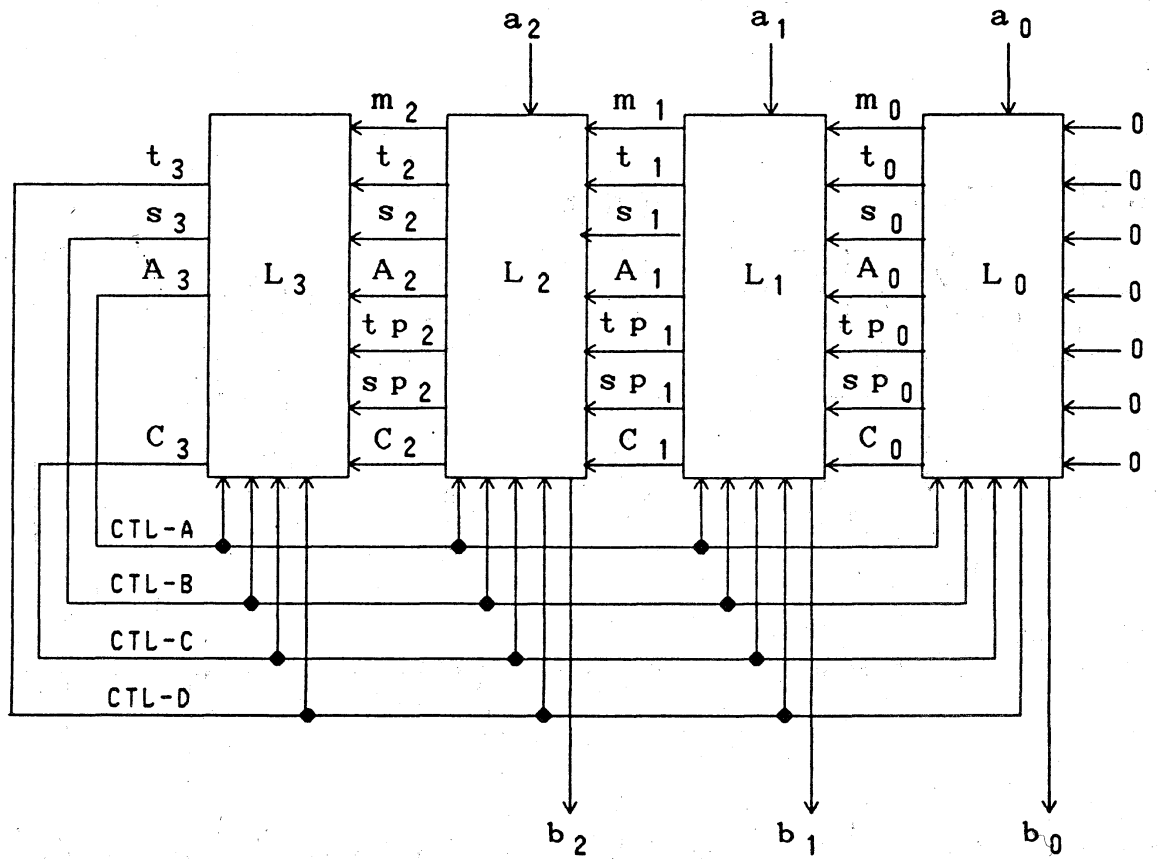 a2 a1 a0
m2 m1 m0 0
t3 t2 t1 t0 0
s3 s2 s1 s0 0
A3 L3 A2 L2 A1 L1 A0 L0 0
tp2 tp1 tp0 0
sp2 sp1 sp0 0
C3 C2 C1 C0 0
CTL-A
CTL-B
CTL-C
CTL-D
b2 b1 b0